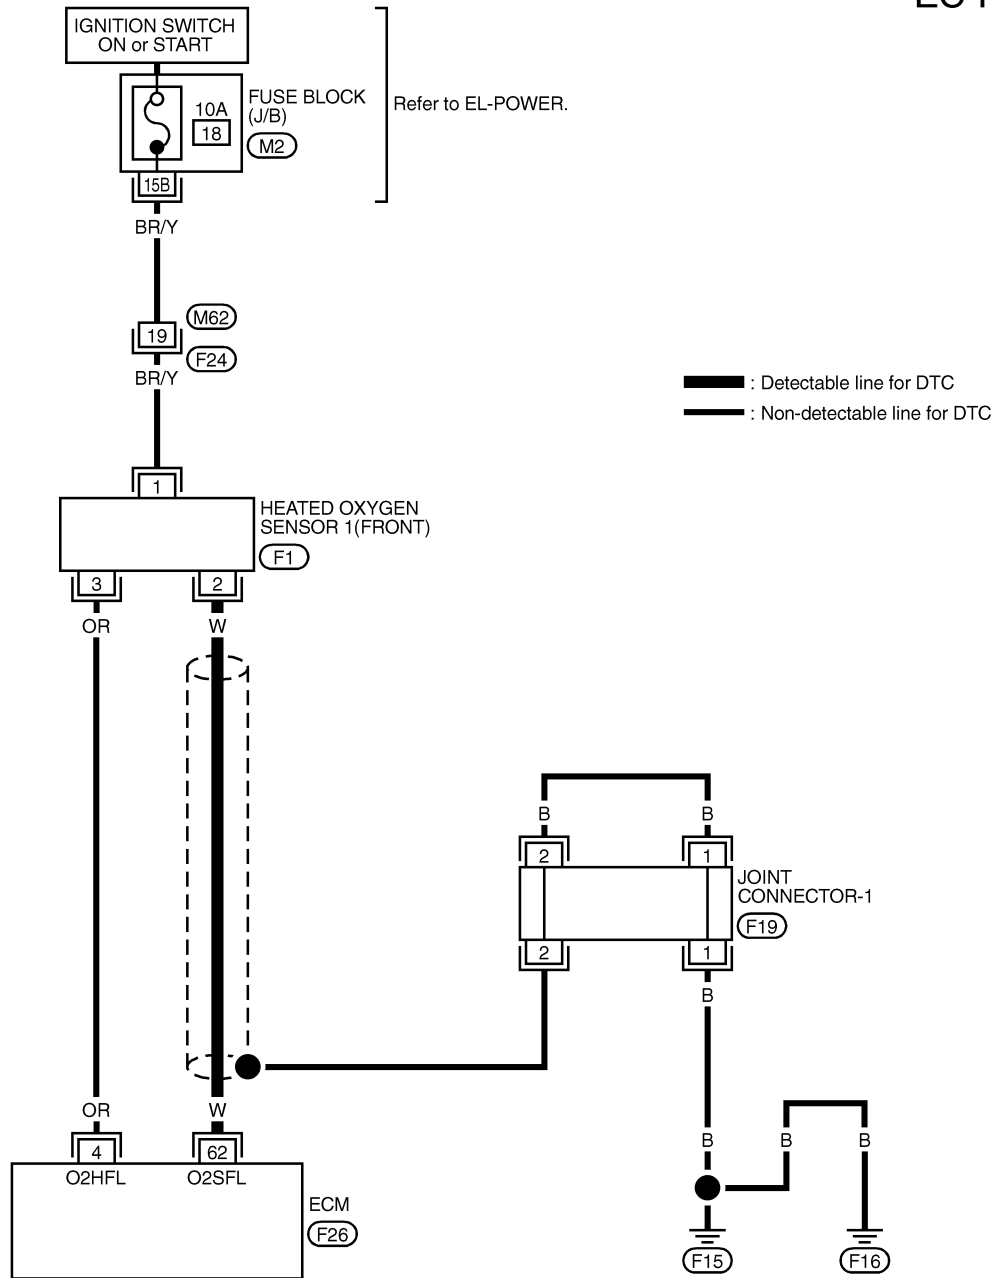 IGNITION SWITCH
ON or START
FUSE BLOCK
(J/B)
10A
18
M2
Refer to EL-POWER.
15B
BR/Y
M62
19
F24
BR/Y
: Detectable line for DTC
: Non-detectable line for DTC
1
HEATED OXYGEN
SENSOR 1(FRONT)
F1
3
2
OR
W
B
B
2
1
JOINT
CONNECTOR-1
F19
2
1
B
OR
W
B
B
B
4
62
O2HFL
O2SFL
ECM
F26
F15
F16